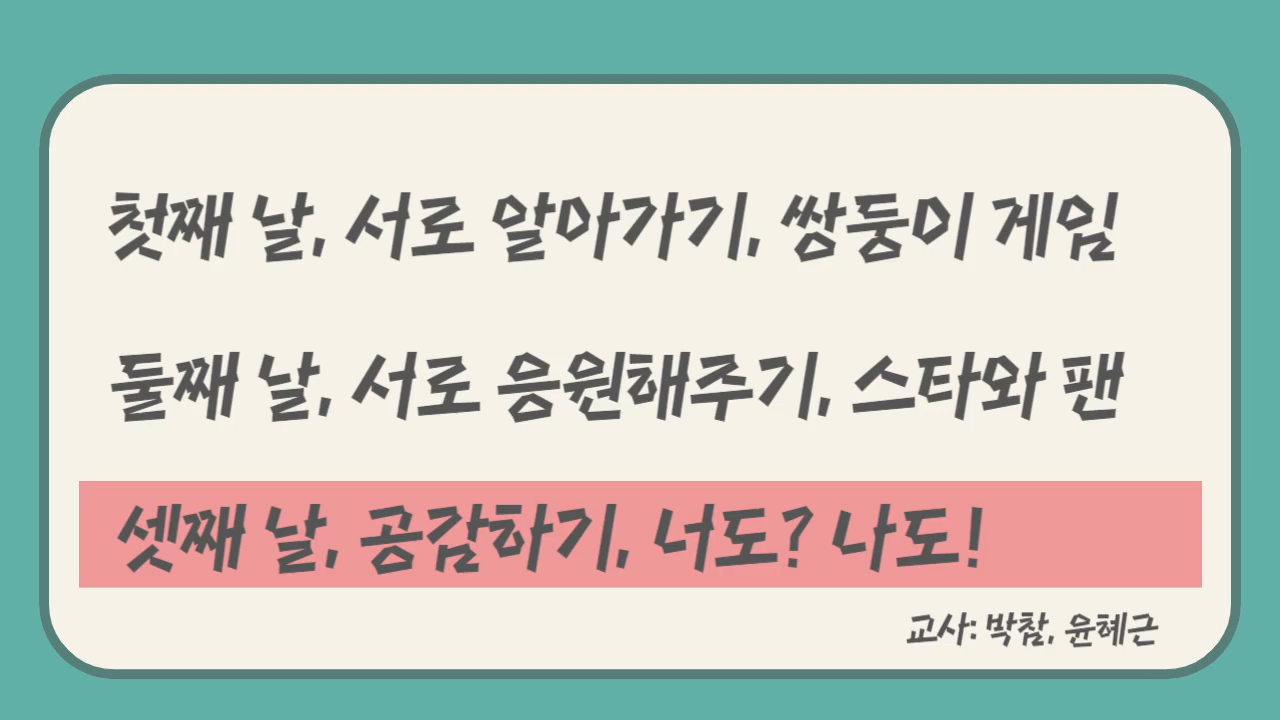 첫째 날, 서로 알아가기, 쌍둥이 게임
둘째 날, 서로 응원해주기, 스타와 팬
셋째 날, 공감하기, 너도? 나도!
교사: 박참, 윤혜근